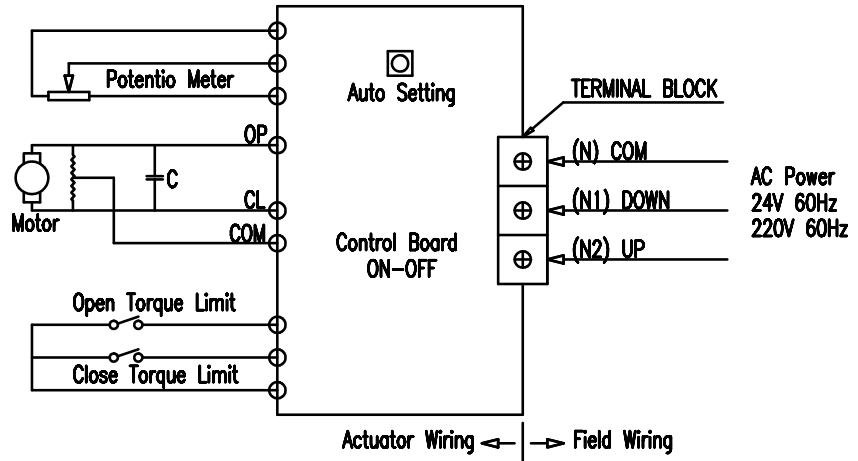 Potentio Meter
Auto Setting
TERMINAL BLOCK
OP
(N) COM
C
AC Power
24V 60Hz
220V 60Hz
CL
(N1) DOWN
Motor
COM
Control Board
ON-OFF
(N2) UP
Open Torque Limit
Close Torque Limit
Actuator Wiring
Field Wiring